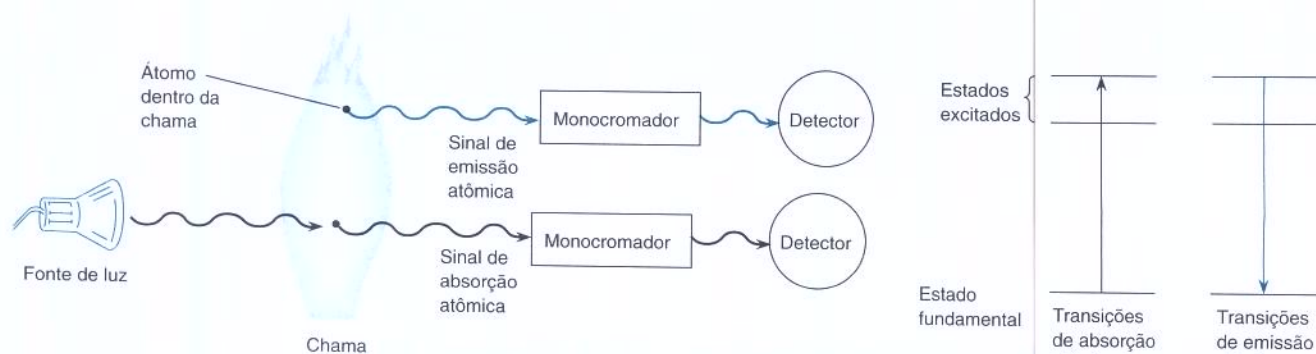 Átomo
dentro da
chama
Sinal de
emissão
atômica
Monocromador
Detector
Fonte de luz
Sinal de
absorção
atômica
Monocromador
Detector
Chama
Estados
excitados
Estado
fundamental
Transições
de absorção
Transições
de emissão